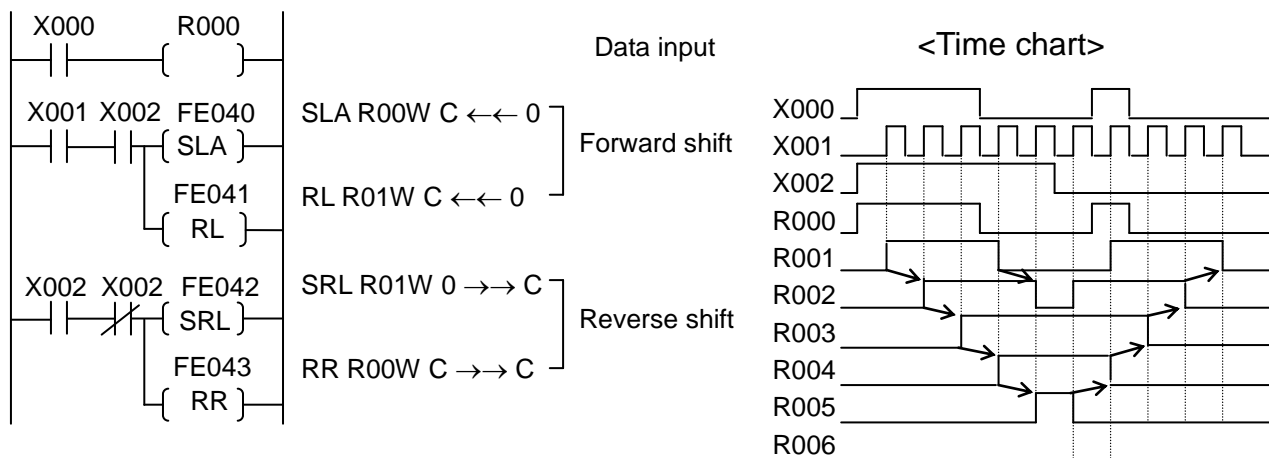 X000 R000
Data input
X001 X002 FE040
SLA
SLA R00W C ←← 0
FE041
RL
RL R01W C ←← 0
Forward shift
X002 X002 FE042
SRL
SRL R01W 0 →→ C
FE043
RR
RR R00W C →→ C
Reverse shift
<Time chart>
X000
X001
X002
R000
R001
R002
R003
R004
R005
R006